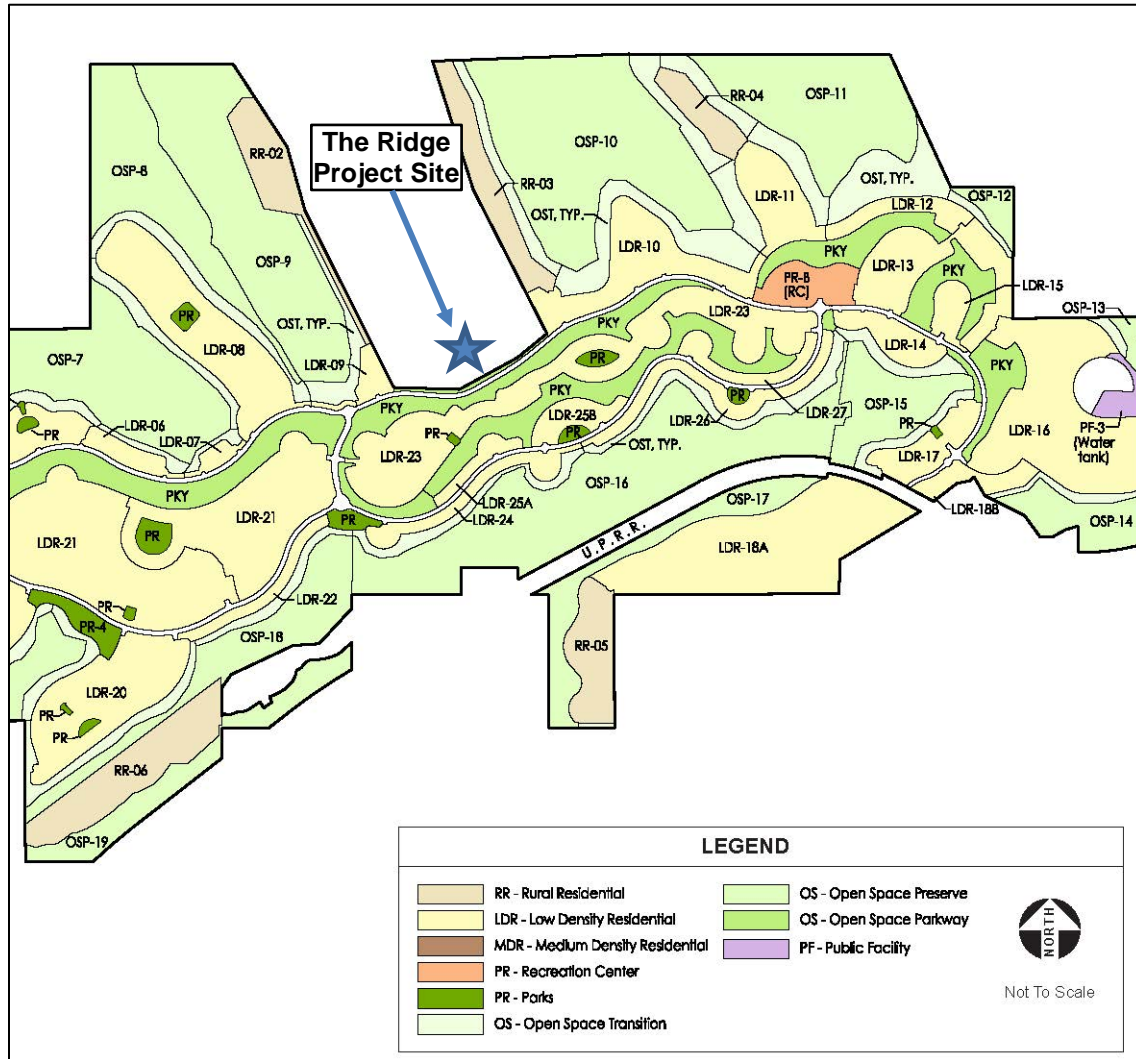 RR-04
OSP-11
The Ridge
Project Site
OSP-10
RR-02
OSP-8
RR-03
LDR-11
OST, TYP.
OSP-12
LDR-12
OST, TYP.
LDR-10
PKY
LDR-13
OSP-9
PR-B
(RC)
PKY
LDR-15
OSP-13
PR
OST, TYP.
LDR-23
PKY
LDR-14
LDR-08
OSP-7
LDR-09
PR
PKY
PKY
PKY
LDR-06
LDR-07
PR
LDR-25B
PR
LDR-26
LDR-27
OSP-15
PR
LDR-16
PF-3
(Water
tank)
PR
LDR-23
OST, TYP.
LDR-17
OSP-16
PKY
LDR-25A
LDR-24
OSP-17
LDR-18B
OSP-14
LDR-21
PR
PR
U.P.R.R.
LDR-18A
LDR-21
LDR-22
PR
PR-4
OSP-18
RR-05
LDR-20
PR
PR
RR-06
OSP-19
LEGEND
RR - Rural Residential
LDR - Low Density Residential
MDR - Medium Density Residential
PR - Recreation Center
PR - Parks
OS - Open Space Transition
OS - Open Space Preserve
OS - Open Space Parkway
PF - Public Facility
NORTH
Not To Scale